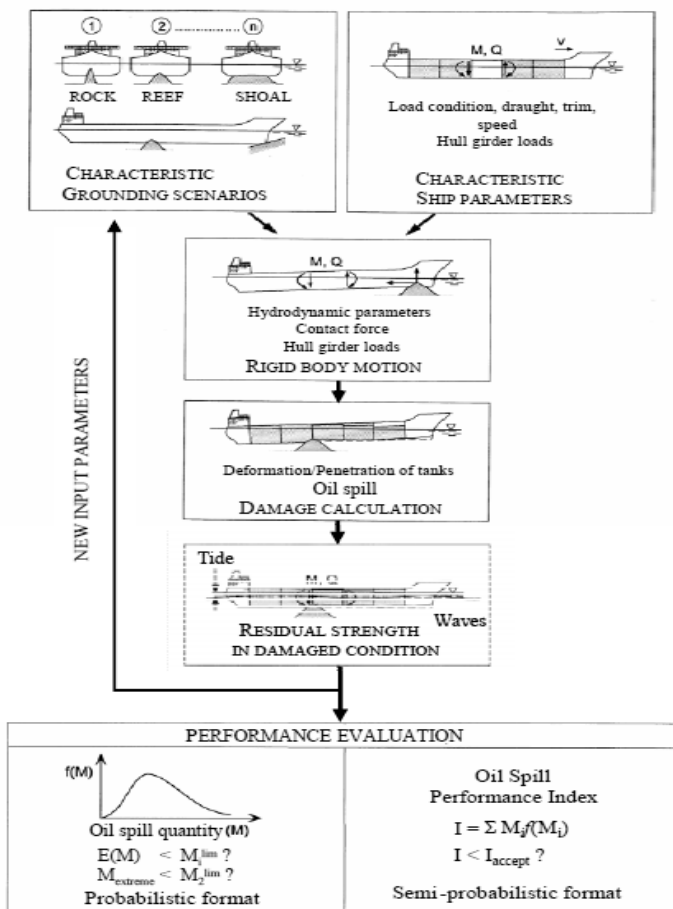 1 2 .................. n
ROCK REEF SHOAL
CHARACTERISTIC
GROUNDING SCENARIOS
M, Q
V
Load condition, draught, trim,
speed
Hull girder loads
CHARACTERISTIC
SHIP PARAMETERS
M, Q
Hydrodynamic parameters
Contact force
Hull girder loads
RIGID BODY MOTION
NEW INPUT PARAMETERS
Deformation/Penetration of tanks
Oil spill
DAMAGE CALCULATION
Tide
M, Q
Waves
RESIDUAL STRENGTH
IN DAMAGED CONDITION
PERFORMANCE EVALUATION
f(M)
Oil spill quantity (M)
E(M) < M₁ˡⁱᵐ ?
Mₑₓₜᵣₑₘₑ < M₂ˡⁱᵐ ?
Probabilistic format
Oil Spill
Performance Index
I = Σ Mᵢf(Mᵢ)
I < I_accept ?
Semi-probabilistic format